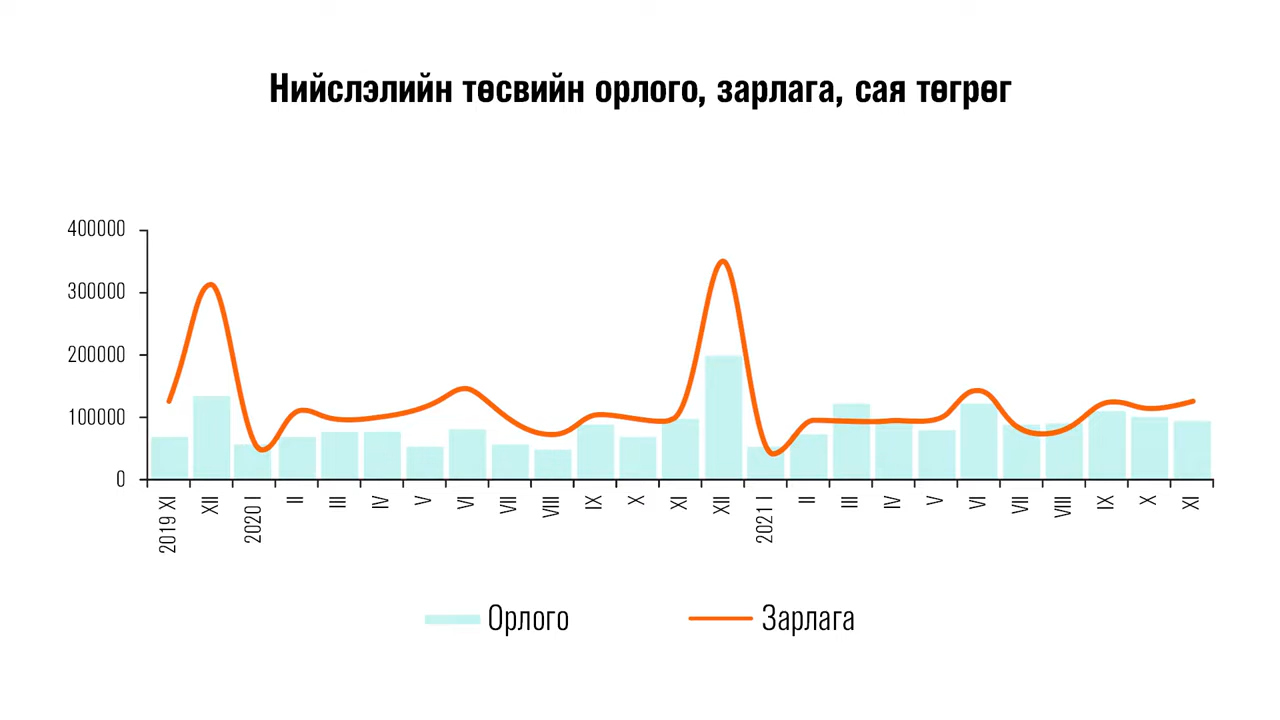 Нийслэлийн төсвийн орлого, зарлага, сая төгрөг
400000
300000
200000
100000
0
2019 XI
XII
2020 I
II
III
IV
V
VI
VII
VIII
IX
X
XI
XII
2021 I
II
III
IV
V
VI
VII
VIII
IX
X
XI
Орлого
Зарлага